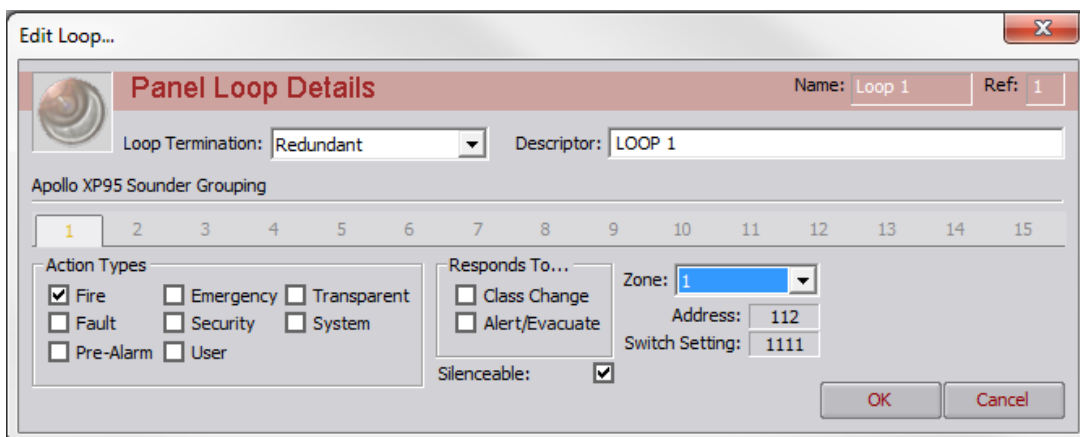 Edit Loop...
Panel Loop Details
Name: Loop 1 Ref: 1
Loop Termination: Redundant Descriptor: LOOP 1
Apollo XP95 Sounder Grouping
1 2 3 4 5 6 7 8 9 10 11 12 13 14 15
Action Types
Fire Emergency Transparent
Fault Security System
Pre-Alarm User
Responds To...
Class Change
Alert/Evacuate
Silenceable:
Zone: 1
Address: 112
Switch Setting: 1111
OK Cancel